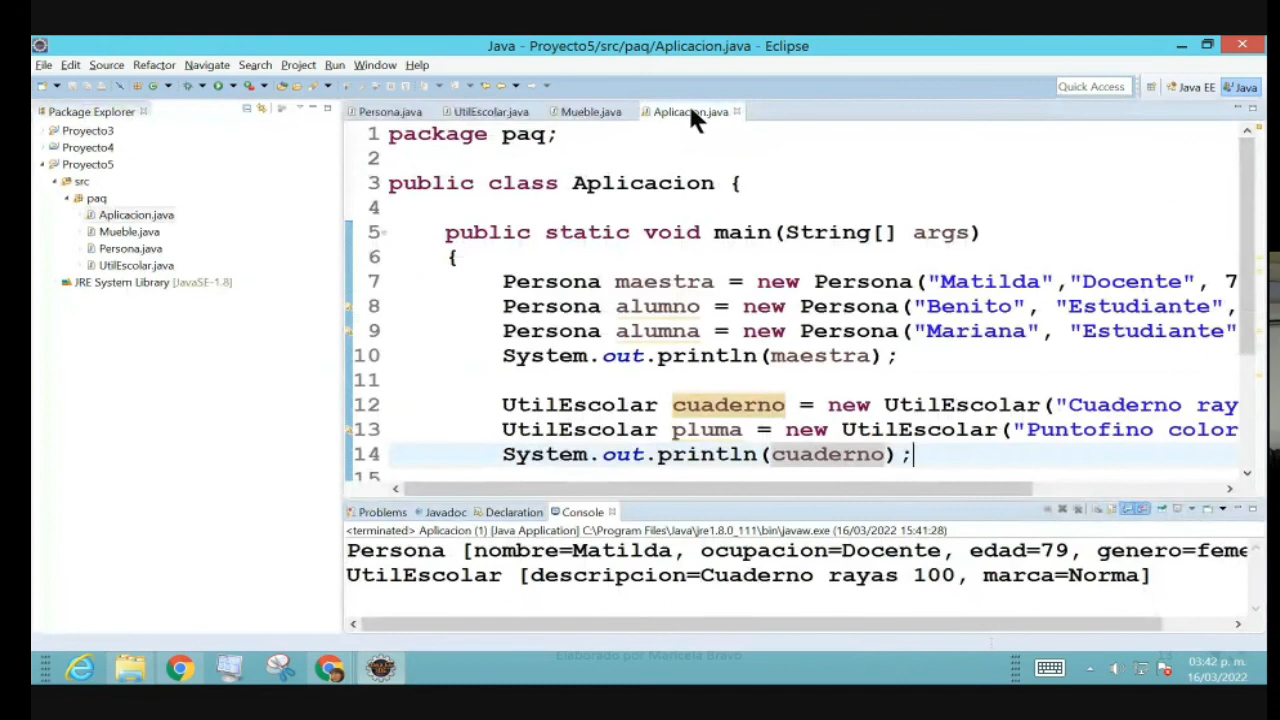 Java - Proyecto5/src/paq/Aplicacion.java - Eclipse
File Edit Source Refactor Navigate Search Project Run Window Help
Quick Access Java EE Java
Package Explorer
Proyecto3
Proyecto4
Proyecto5
src
paq
Aplicacion.java
Mueble.java
Persona.java
UtilEscolar.java
JRE System Library [JavaSE-1.8]
Persona.java UtilEscolar.java Mueble.java Aplicacion.java
1 package paq;
2
3 public class Aplicacion {
4
5 public static void main(String[] args)
6 {
7 Persona maestra = new Persona("Matilda","Docente", 7
8 Persona alumno = new Persona("Benito", "Estudiante",
9 Persona alumna = new Persona("Mariana", "Estudiante"
10 System.out.println(maestra);
11
12 UtilEscolar cuaderno = new UtilEscolar("Cuaderno ray
13 UtilEscolar pluma = new UtilEscolar("Puntofino color
14 System.out.println(cuaderno);
15
Problems Javadoc Declaration Console
<terminated> Aplicacion (1) [Java Application] C:\Program Files\Java\jre1.8.0_111\bin\javaw.exe (16/03/2022 15:41:28)
Persona [nombre=Matilda, ocupacion=Docente, edad=79, genero=feme
UtilEscolar [descripcion=Cuaderno rayas 100, marca=Norma]
Elaborado por Maricela Bravo
13
03:42 p. m.
16/03/2022